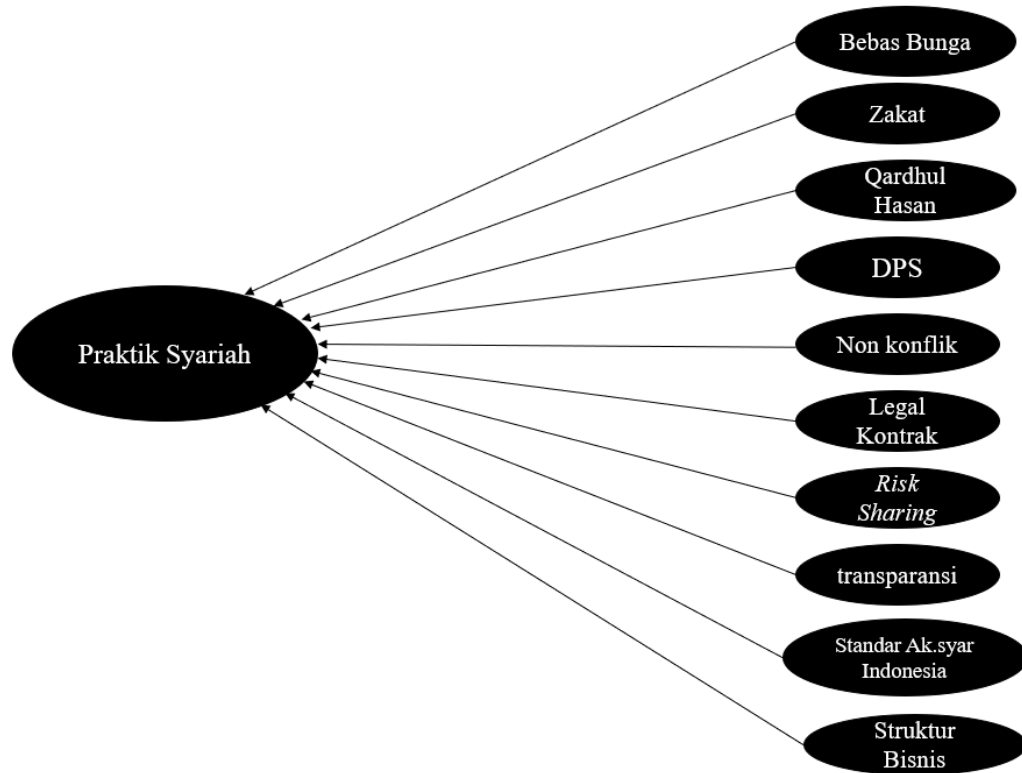 Bebas Bunga
Zakat
Qardhul
Hasan
DPS
Praktik Syariah
Non konflik
Legal
Kontrak
Risk
Sharing
transparansi
Standar Ak.syar
Indonesia
Struktur
Bisnis